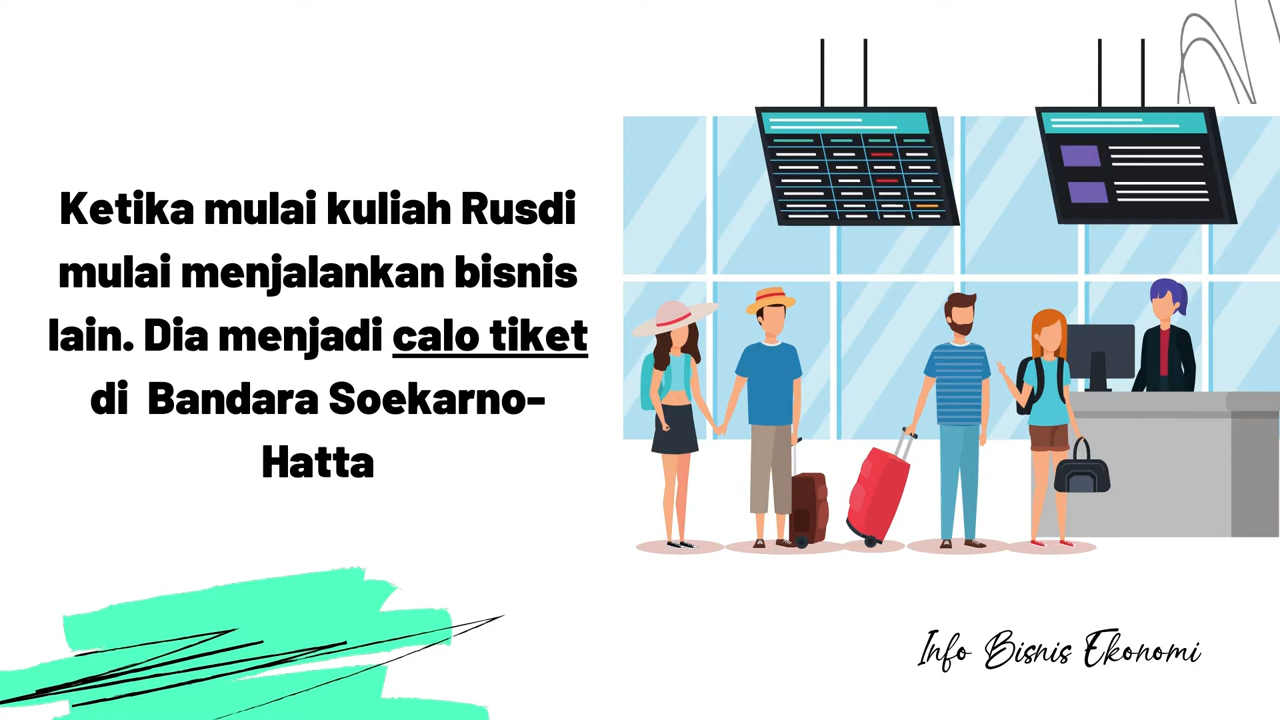 Ketika mulai kuliah Rusdi
mulai menjalankan bisnis
lain. Dia menjadi calo tiket
di  Bandara Soekarno-
Hatta
Info Bisnis Ekonomi